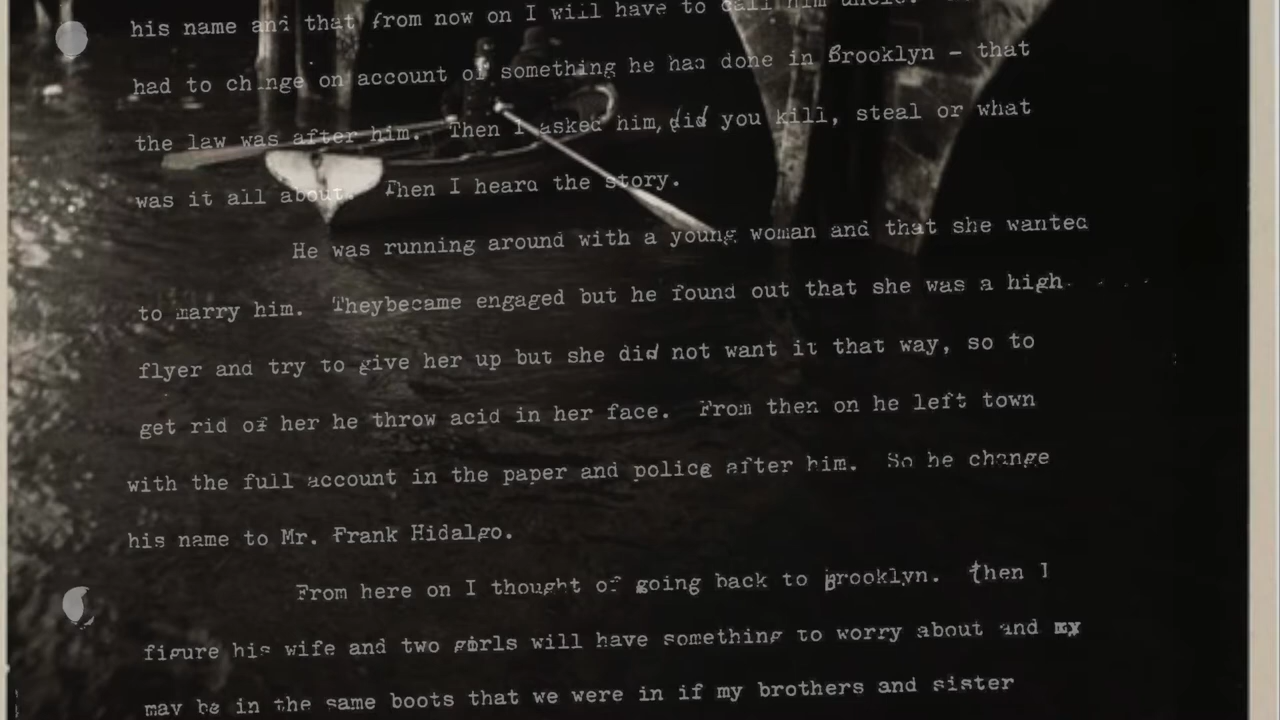 his name and that from now on I will have to call him uncle.
had to ch nge on account of something he had done in Brooklyn - that
the law was after him. Then I asked him, did you kill, steal or what
was it all about. Then I heard the story.
He was running around with a young woman and that she wanted
to marry him. Theybecame engaged but he found out that she was a high
flyer and try to give her up but she did not want it that way, so to
get rid of her he throw acid in her face. From then on he left town
with the full account in the paper and police after him. So he change
his name to Mr. Frank Hidalgo.
From here on I thought of going back to Brooklyn. then I
figure his wife and two girls will have something to worry about and my
may be in the same boots that we were in if my brothers and sister